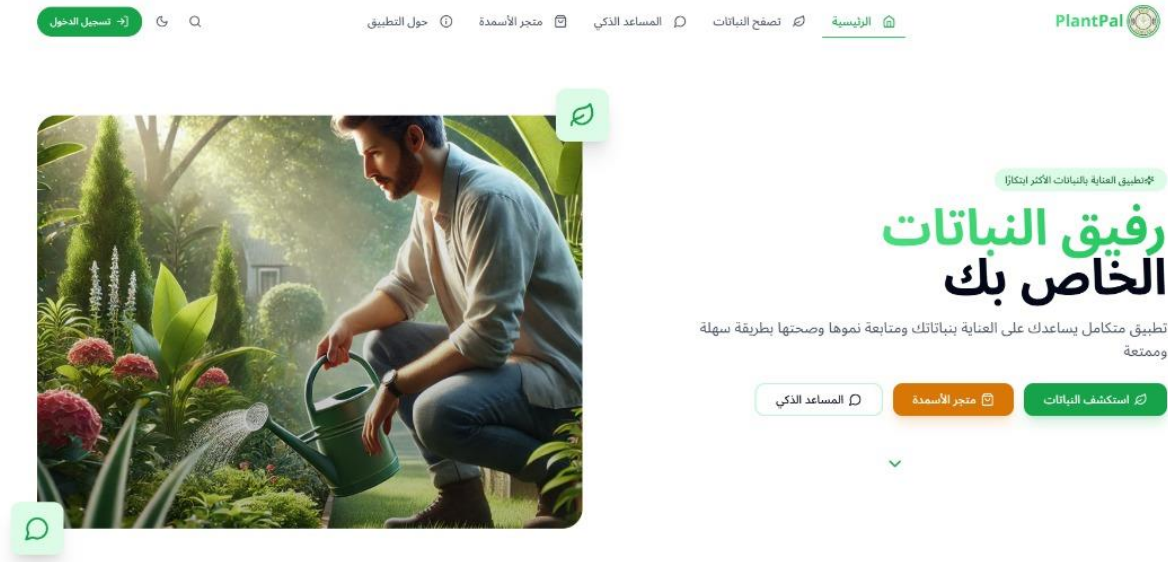 PlantPal
الرئيسية
تصفح النباتات
المساعد الذكي
متجر الأسمدة
حول التطبيق
تسجيل الدخول
تطبيق العناية بالنباتات الأكثر ابتكارًا
رفيق النباتات
الخاص بك
تطبيق متكامل يساعدك على العناية بنباتاتك ومتابعة نموها وصحتها بطريقة سهلة
وممتعة
استكشف النباتات
متجر الأسمدة
المساعد الذكي